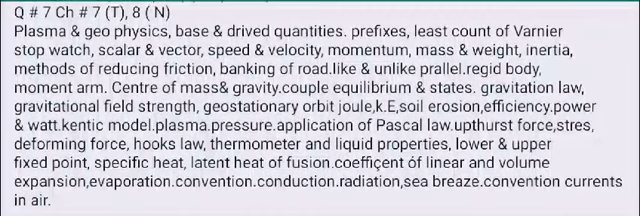 Q # 7 Ch # 7 (T), 8 ( N)
Plasma & geo physics, base & drived quantities. prefixes, least count of Varnier
stop watch, scalar & vector, speed & velocity, momentum, mass & weight, inertia,
methods of reducing friction, banking of road.like & unlike prallel.regid body,
moment arm. Centre of mass& gravity.couple equilibrium & states. gravitation law,
gravitational field strength, geostationary orbit joule,k.E,soil erosion,efficiency.power
& watt.kentic model.plasma.pressure.application of Pascal law.upthurst force,stres,
deforming force, hooks law, thermometer and liquid properties, lower & upper
fixed point, specific heat, latent heat of fusion.coefficent of linear and volume
expansion,evaporation.convention.conduction.radiation,sea breaze.convention currents
in air.